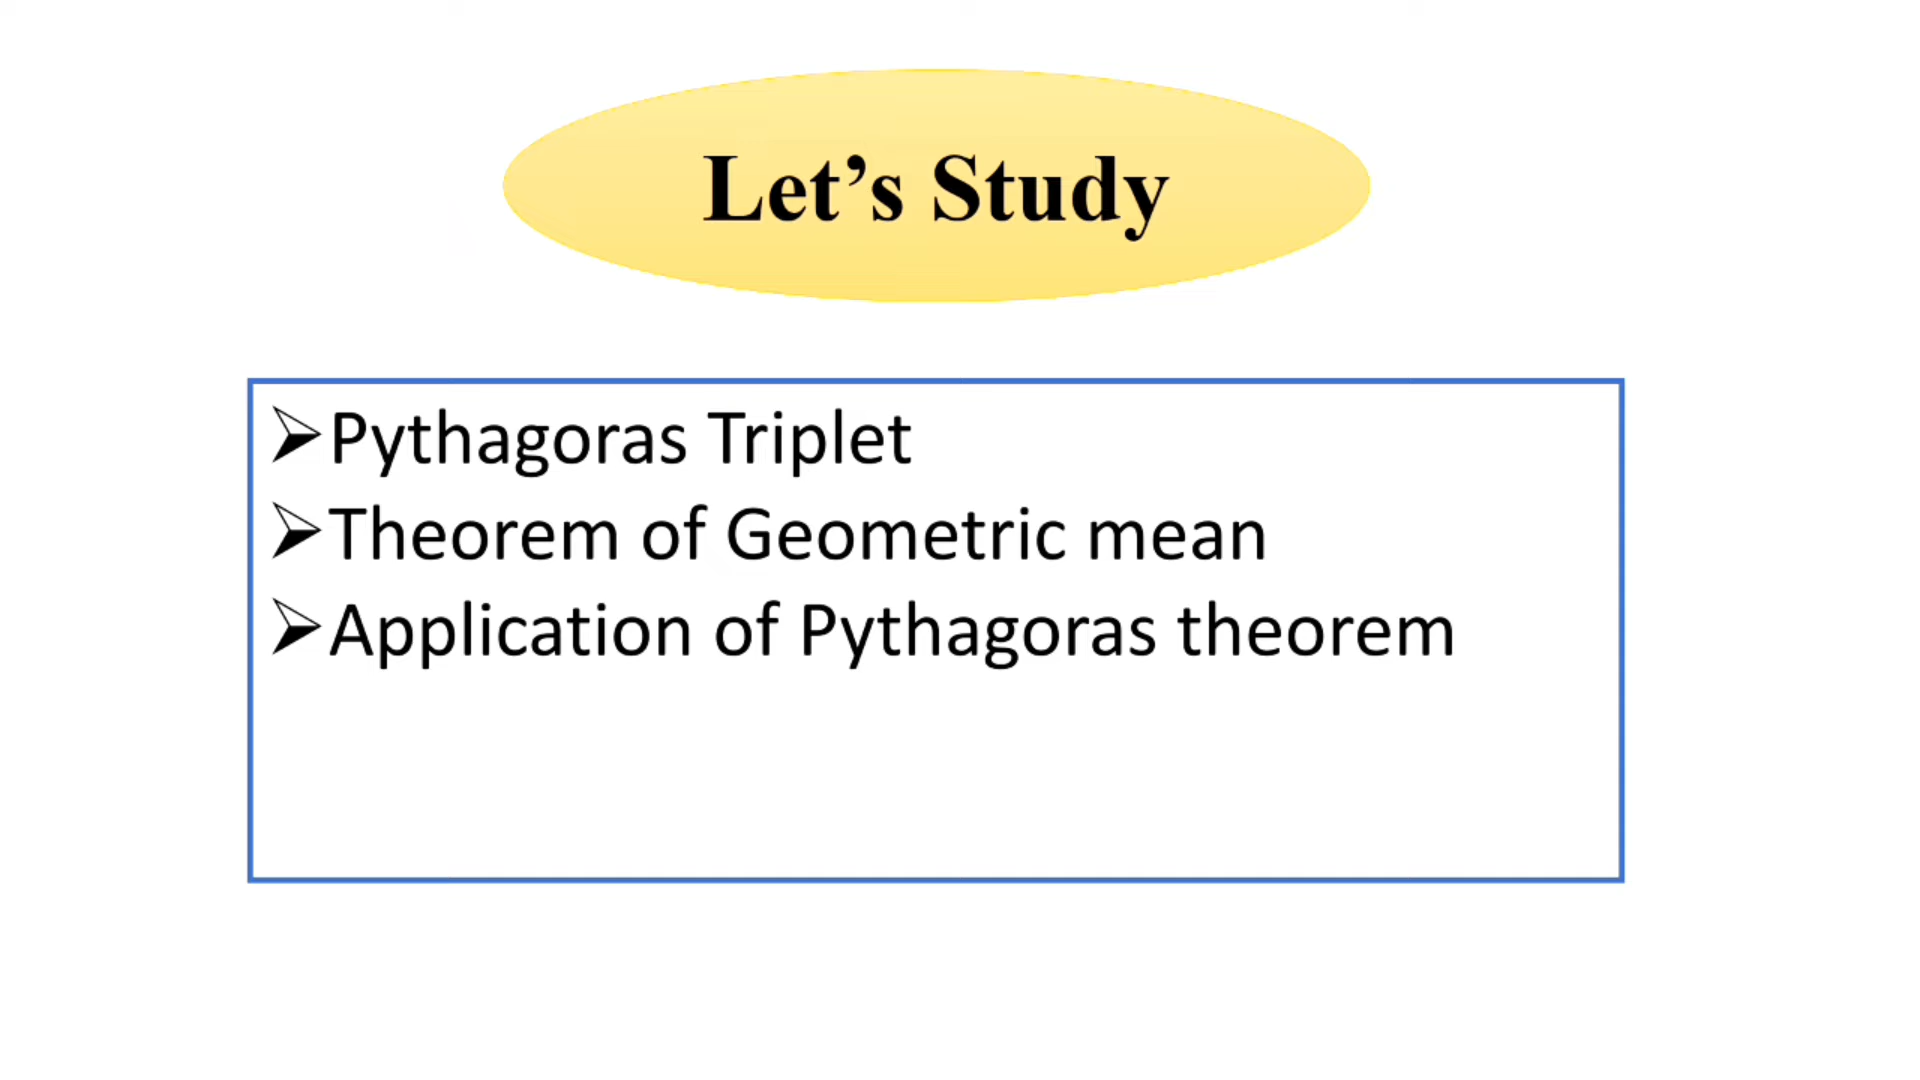 Let’s Study
➢Pythagoras Triplet
➢Theorem of Geometric mean
➢Application of Pythagoras theorem